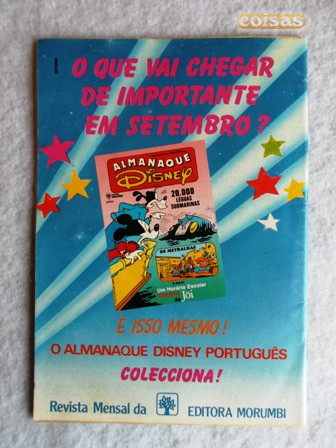 coisas
O QUE VAI CHEGAR
DE IMPORTANTE
EM SETEMBRO?
ALMANAQUE
Disney
20.000
LÉGUAS
SUBMARINAS
OS METRALHAS
Um Horário Escolar
Joi
É ISSO MESMO!
O ALMANAQUE DISNEY PORTUGUÊS
COLECCIONA!
Revista Mensal da
EDITORA MORUMBI